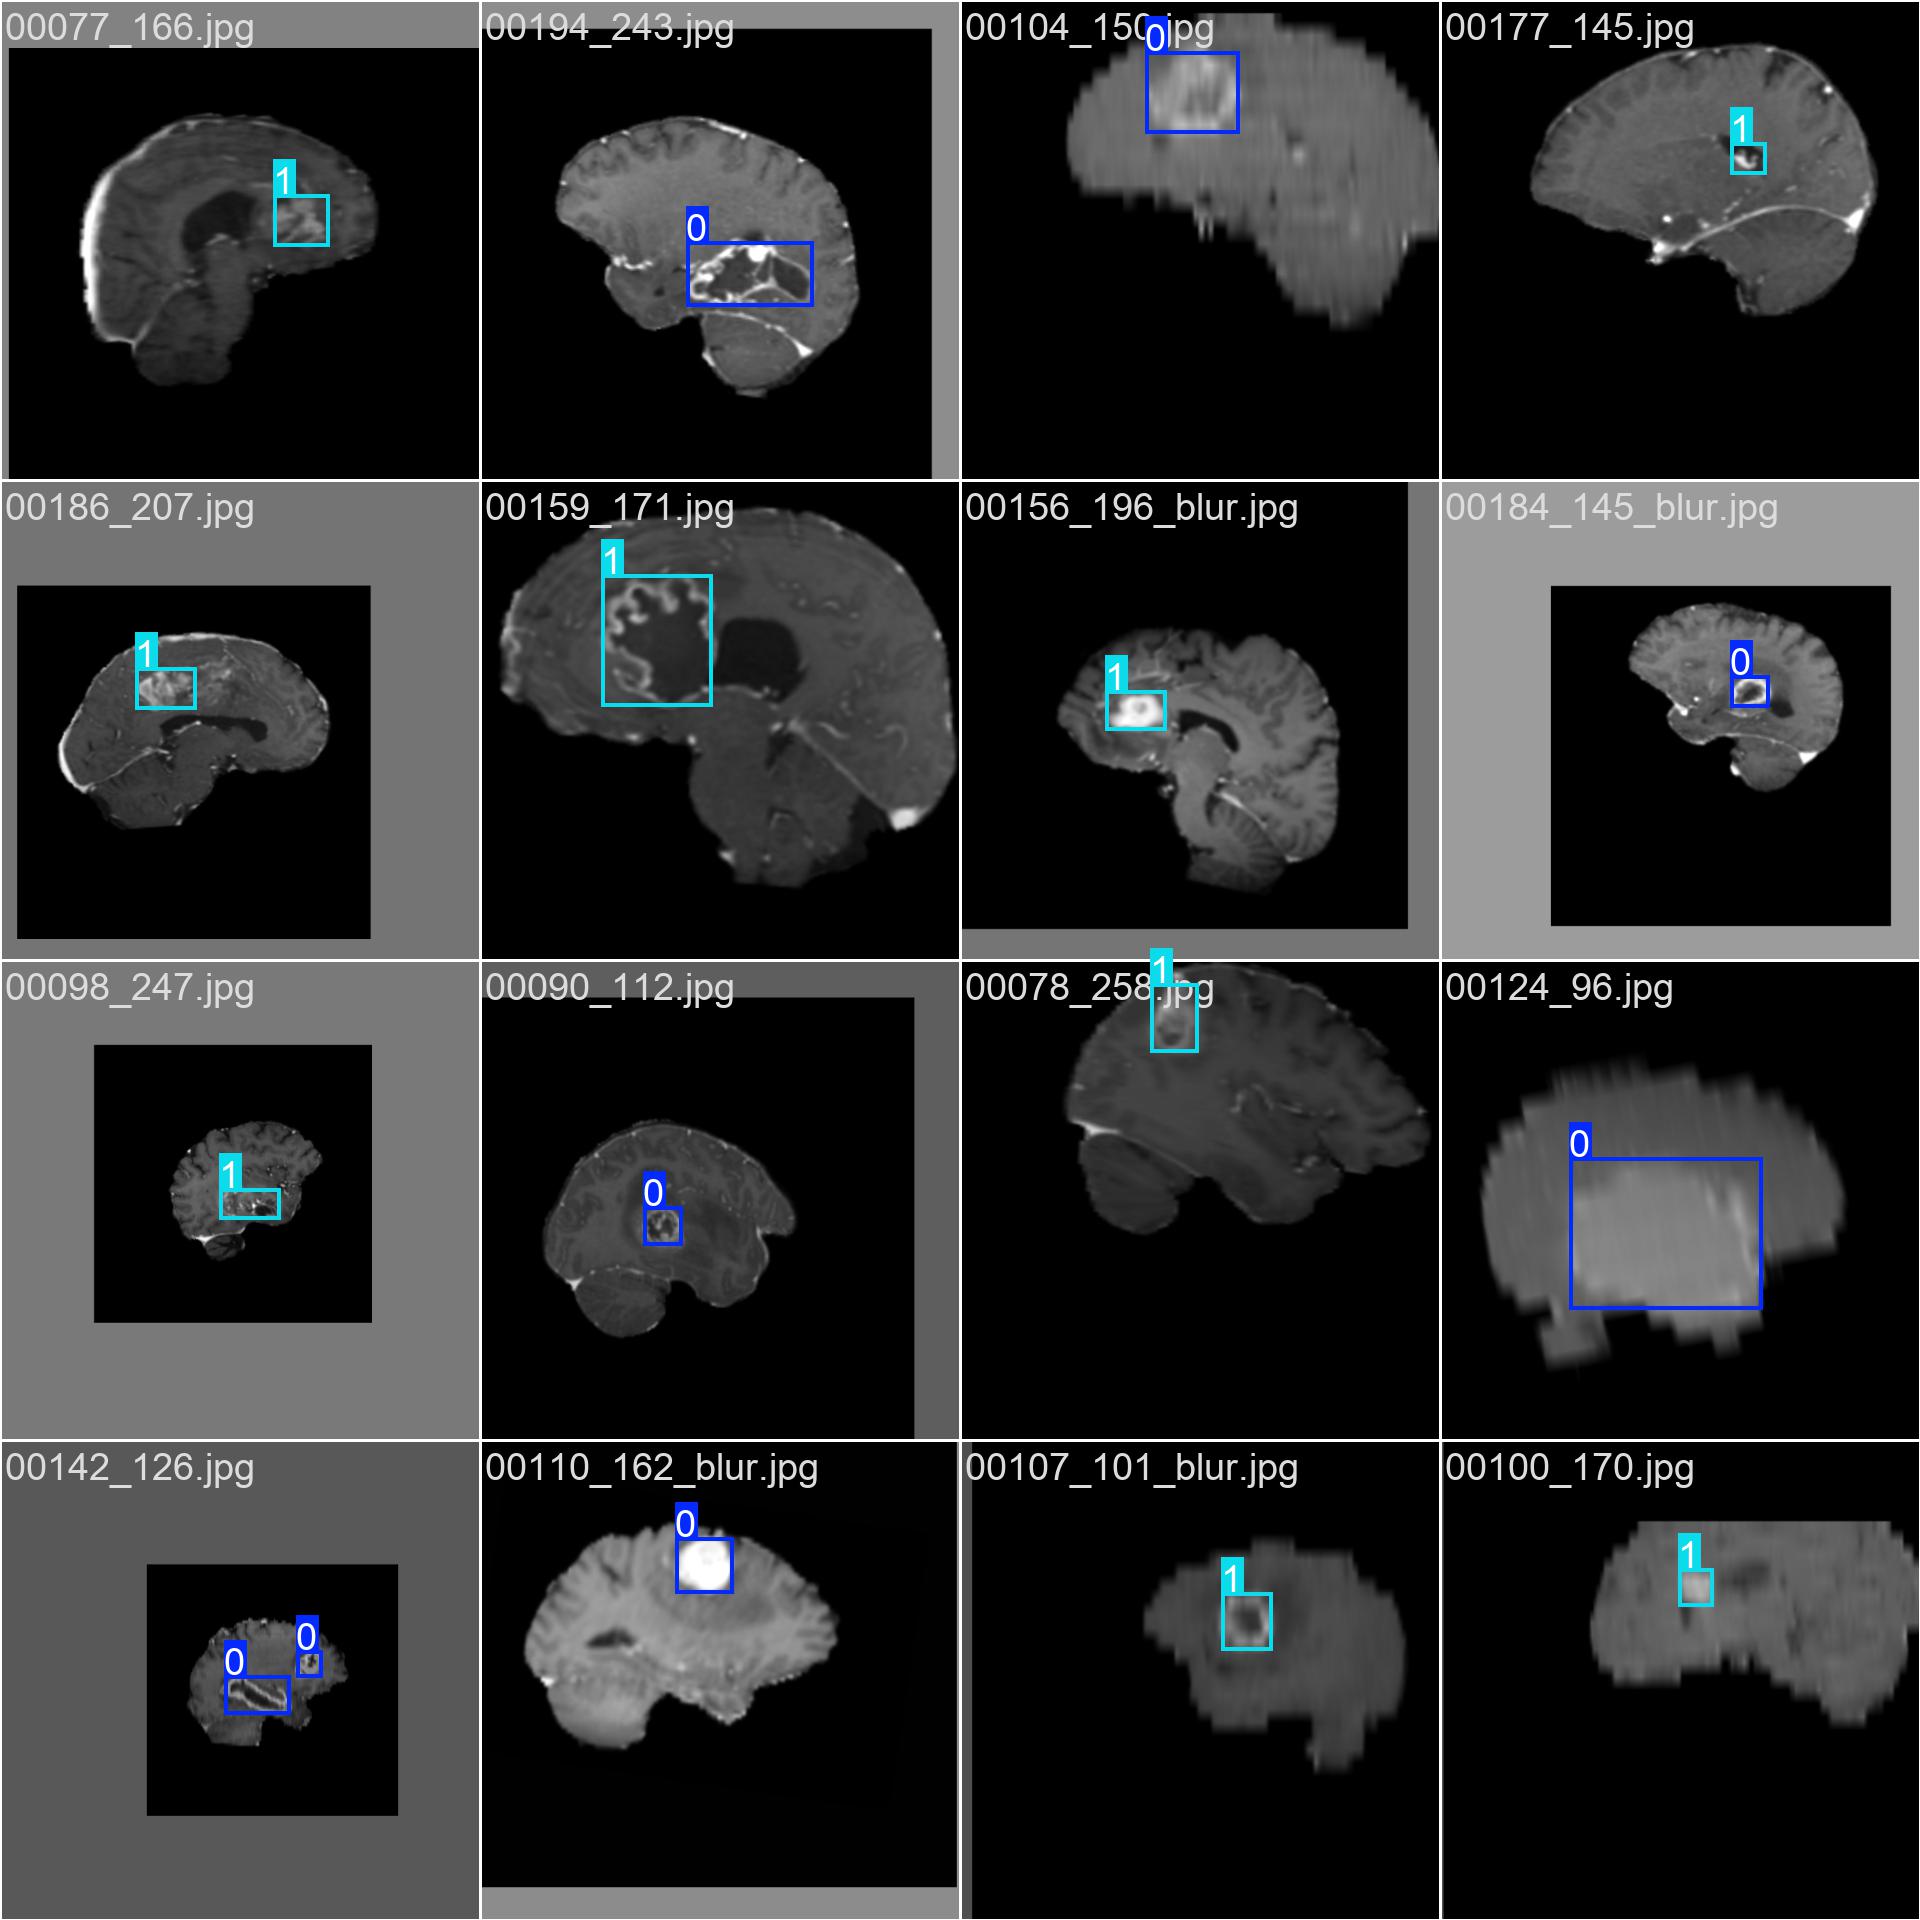 00077_166.jpg
00194_243.jpg
00104_150.jpg
00177_145.jpg
1
0
0
1
00186_207.jpg
00159_171.jpg
00156_196_blur.jpg
00184_145_blur.jpg
1
1
1
0
00098_247.jpg
00090_112.jpg
00078_258.jpg
00124_96.jpg
1
0
1
0
00142_126.jpg
00110_162_blur.jpg
00107_101_blur.jpg
00100_170.jpg
0
0
0
1
1